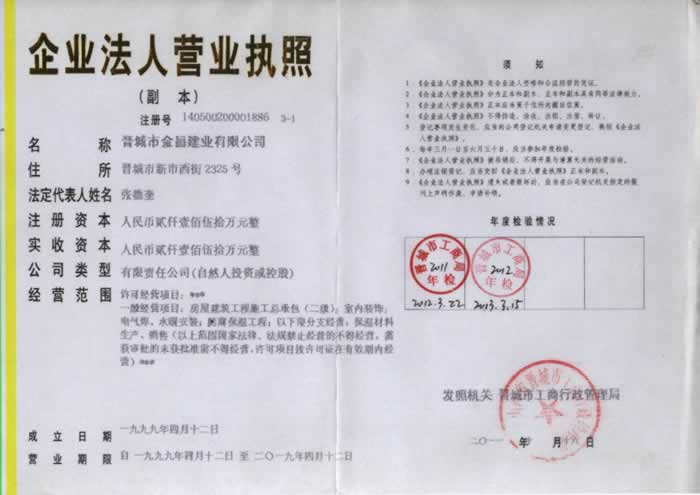 企业法人营业执照
(副 本)
注册号 140500200001886 3-1
名 称 晋城市金昌建业有限公司
住 所 晋城市新市西街2325号
法定代表人姓名 张
注 册 资 本 人民币贰仟壹佰伍拾万元整
实 收 资 本 人民币贰仟壹佰伍拾万元整
公 司 类 型 有限责任公司(自然人投资或控股)
经 营 范 围 许可经营项目: ***
一般经营项目: 房屋建筑工程施工总承包(二级);室内装饰;
电气焊、水暖安装;防腐保温工程;以下限分支经营:保温材料
生产、销售(以上范围国家法律、法规禁止经营的不得经营,需
获审批的未获批准前不得经营,许可项目按许可证在有效期内经
营)***
成 立 日 期 一九九九年四月十二日
营 业 期 限 自 一九九九年四月十二日 至 二〇一九年四月十二日
须 知
1.《企业法人营业执照》是企业法人资格和合法经营的凭证。
2.《企业法人营业执照》分为正本和副本,正本和副本具有同等法律效力。
3.《企业法人营业执照》正本应当置于住所的醒目位置。
4.《企业法人营业执照》不得伪造、涂改、出租、出借、转让。
5.登记事项发生变化,应当向公司登记机关申请变更登记,换领《企业法
人营业执照》。
6.每年三月一日至六月三十日,应当参加年度检验。
7.《企业法人营业执照》被吊销后,不得开展与清算无关的经营活动。
8.办理注销登记,应当交回《企业法人营业执照》正本和副本。
9.《企业法人营业执照》遗失或者毁坏的,应当在公司登记机关指定的报
刊上声明作废,申请补领。
年度检验情况
晋城市工商局
2011
年检
2012.3.22
晋城市工商局
2012
年检
2013.3.15
发照机关 晋城市工商行政管理局
二〇一一 年 月 十六 日